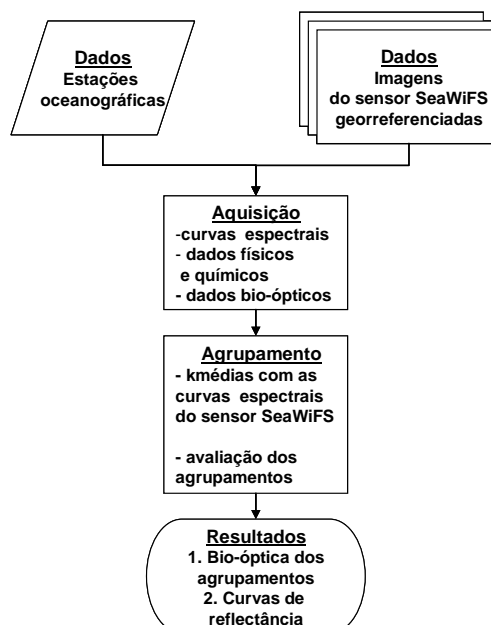 Dados
Estações
oceanográficas
Dados
Imagens
do sensor SeaWiFS
georreferenciadas
Aquisição
-curvas espectrais
- dados físicos
e químicos
- dados bio-ópticos
Agrupamento
- kmédias com as
curvas espectrais
do sensor SeaWiFS
- avaliação dos
agrupamentos
Resultados
1. Bio-óptica dos
agrupamentos
2. Curvas de
reflectância